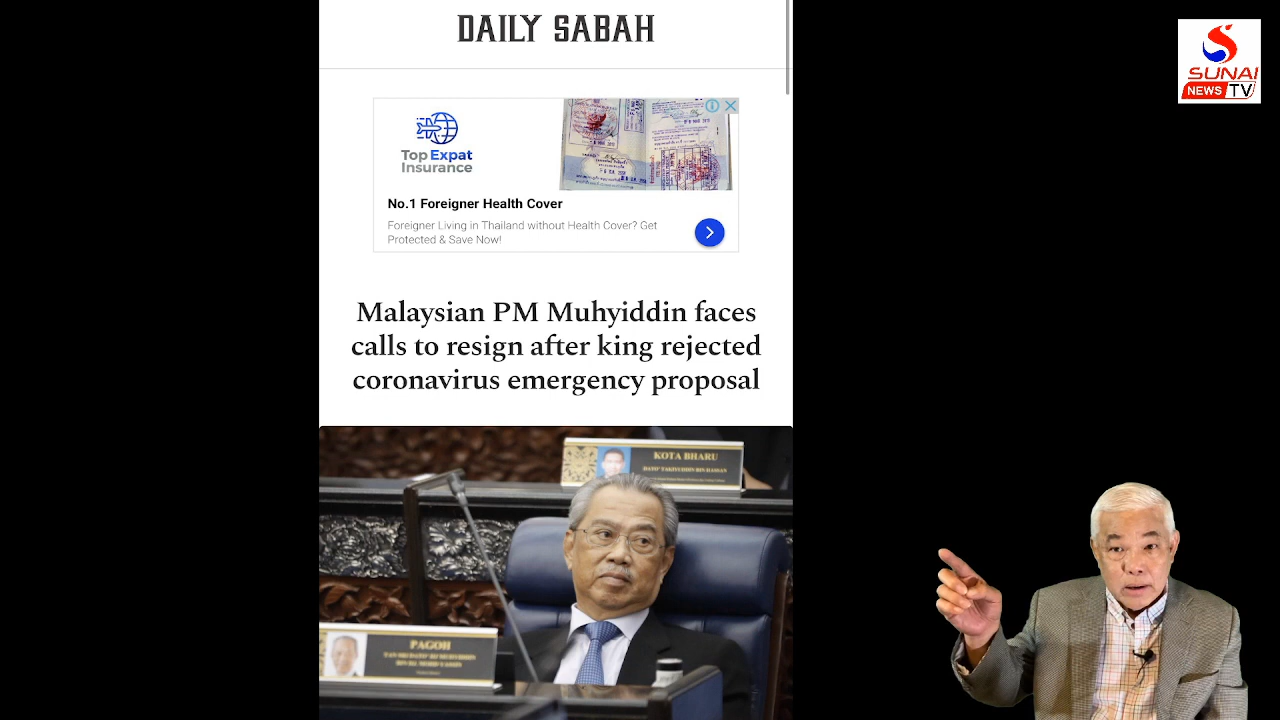 DAILY SABAH
SUNAI
NEWS TV
Top Expat
Insurance
No.1 Foreigner Health Cover
Foreigner Living in Thailand without Health Cover? Get
Protected & Save Now!
Malaysian PM Muhyiddin faces
calls to resign after king rejected
coronavirus emergency proposal
KOTA BHARU
PAGOH